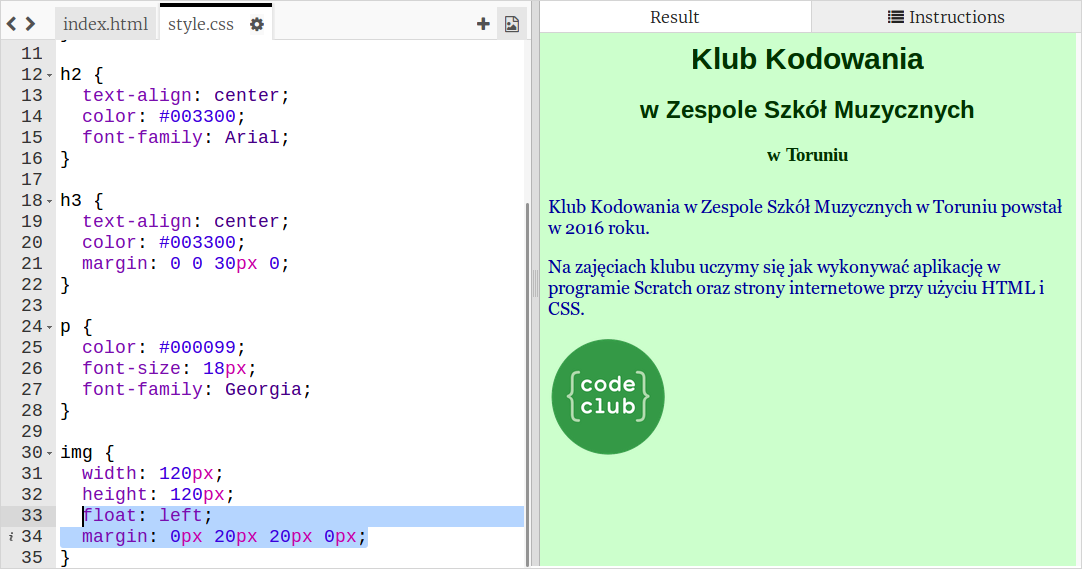 index.html style.css
11
12 h2 {
13 text-align: center;
14 color: #003300;
15 font-family: Arial;
16 }
17
18 h3 {
19 text-align: center;
20 color: #003300;
21 margin: 0 0 30px 0;
22 }
23
24 p {
25 color: #000099;
26 font-size: 18px;
27 font-family: Georgia;
28 }
29
30 img {
31 width: 120px;
32 height: 120px;
33 float: left;
i 34 margin: 0px 20px 20px 0px;
35 }
Result Instructions
Klub Kodowania
w Zespole Szkół Muzycznych
w Toruniu
Klub Kodowania w Zespole Szkół Muzycznych w Toruniu powstał
w 2016 roku.
Na zajęciach klubu uczymy się jak wykonywać aplikację w
programie Scratch oraz strony internetowe przy użyciu HTML i
CSS.
{code
club}